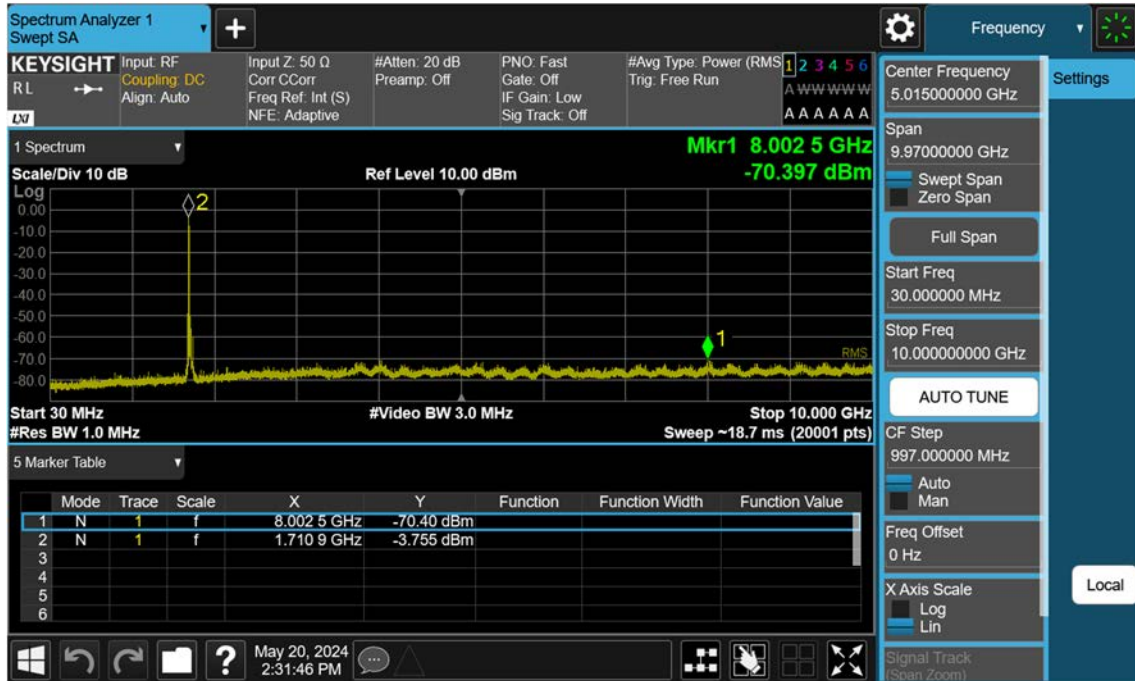 Spectrum Analyzer 1
Swept SA
+
Frequency
KEYSIGHT
RL
LXI
Input: RF
Coupling: DC
Align: Auto
Input Z: 50 Ω
Corr CCorr
Freq Ref: Int (S)
NFE: Adaptive
#Atten: 20 dB
Preamp: Off
PNO: Fast
Gate: Off
IF Gain: Low
Sig Track: Off
#Avg Type: Power (RMS
Trig: Free Run
1 2 3 4 5 6
A W W W W W
A A A A A A
1 Spectrum
Mkr1 8.002 5 GHz
-70.397 dBm
Scale/Div 10 dB
Ref Level 10.00 dBm
Log
0.00
-10.0
-20.0
-30.0
-40.0
-50.0
-60.0
-70.0
-80.0
2
1
RMS
Start 30 MHz
#Video BW 3.0 MHz
Stop 10.000 GHz
#Res BW 1.0 MHz
Sweep ~18.7 ms (20001 pts)
5 Marker Table
Mode Trace Scale X Y Function Function Width Function Value
1 N 1 f 8.002 5 GHz -70.40 dBm
2 N 1 f 1.710 9 GHz -3.755 dBm
3
4
5
6
?
May 20, 2024
2:31:46 PM
Center Frequency
5.015000000 GHz
Settings
Span
9.97000000 GHz
Swept Span
Zero Span
Full Span
Start Freq
30.000000 MHz
Stop Freq
10.000000000 GHz
AUTO TUNE
CF Step
997.000000 MHz
Auto
Man
Freq Offset
0 Hz
X Axis Scale
Log
Lin
Local
Signal Track
(Span Zoom)